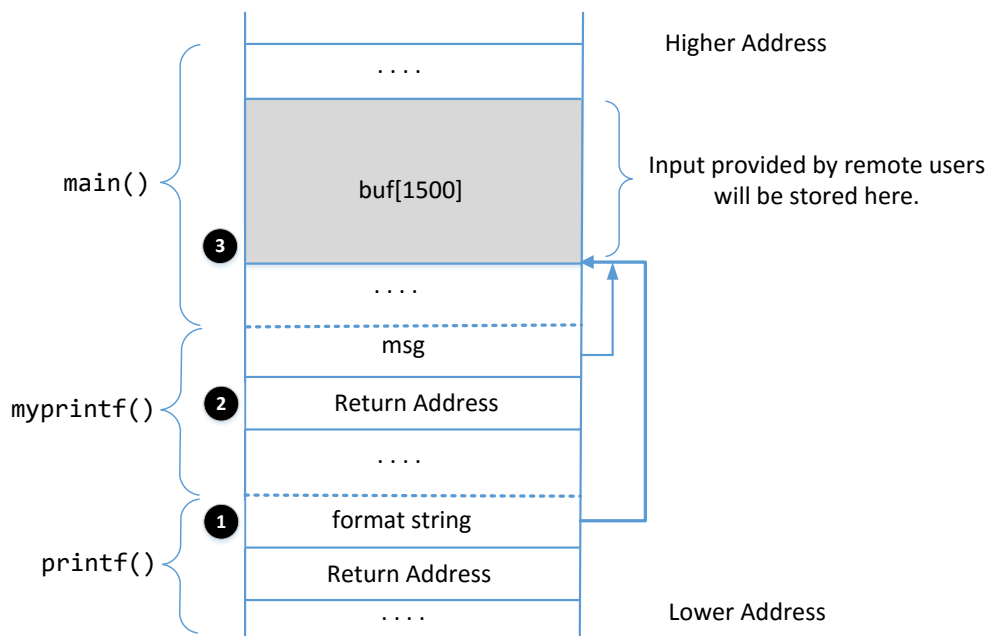 Higher Address
. . . .
main()
buf[1500]
Input provided by remote users
will be stored here.
3
. . . .
msg
myprintf()
2
Return Address
. . . .
1
format string
printf()
Return Address
. . . .
Lower Address